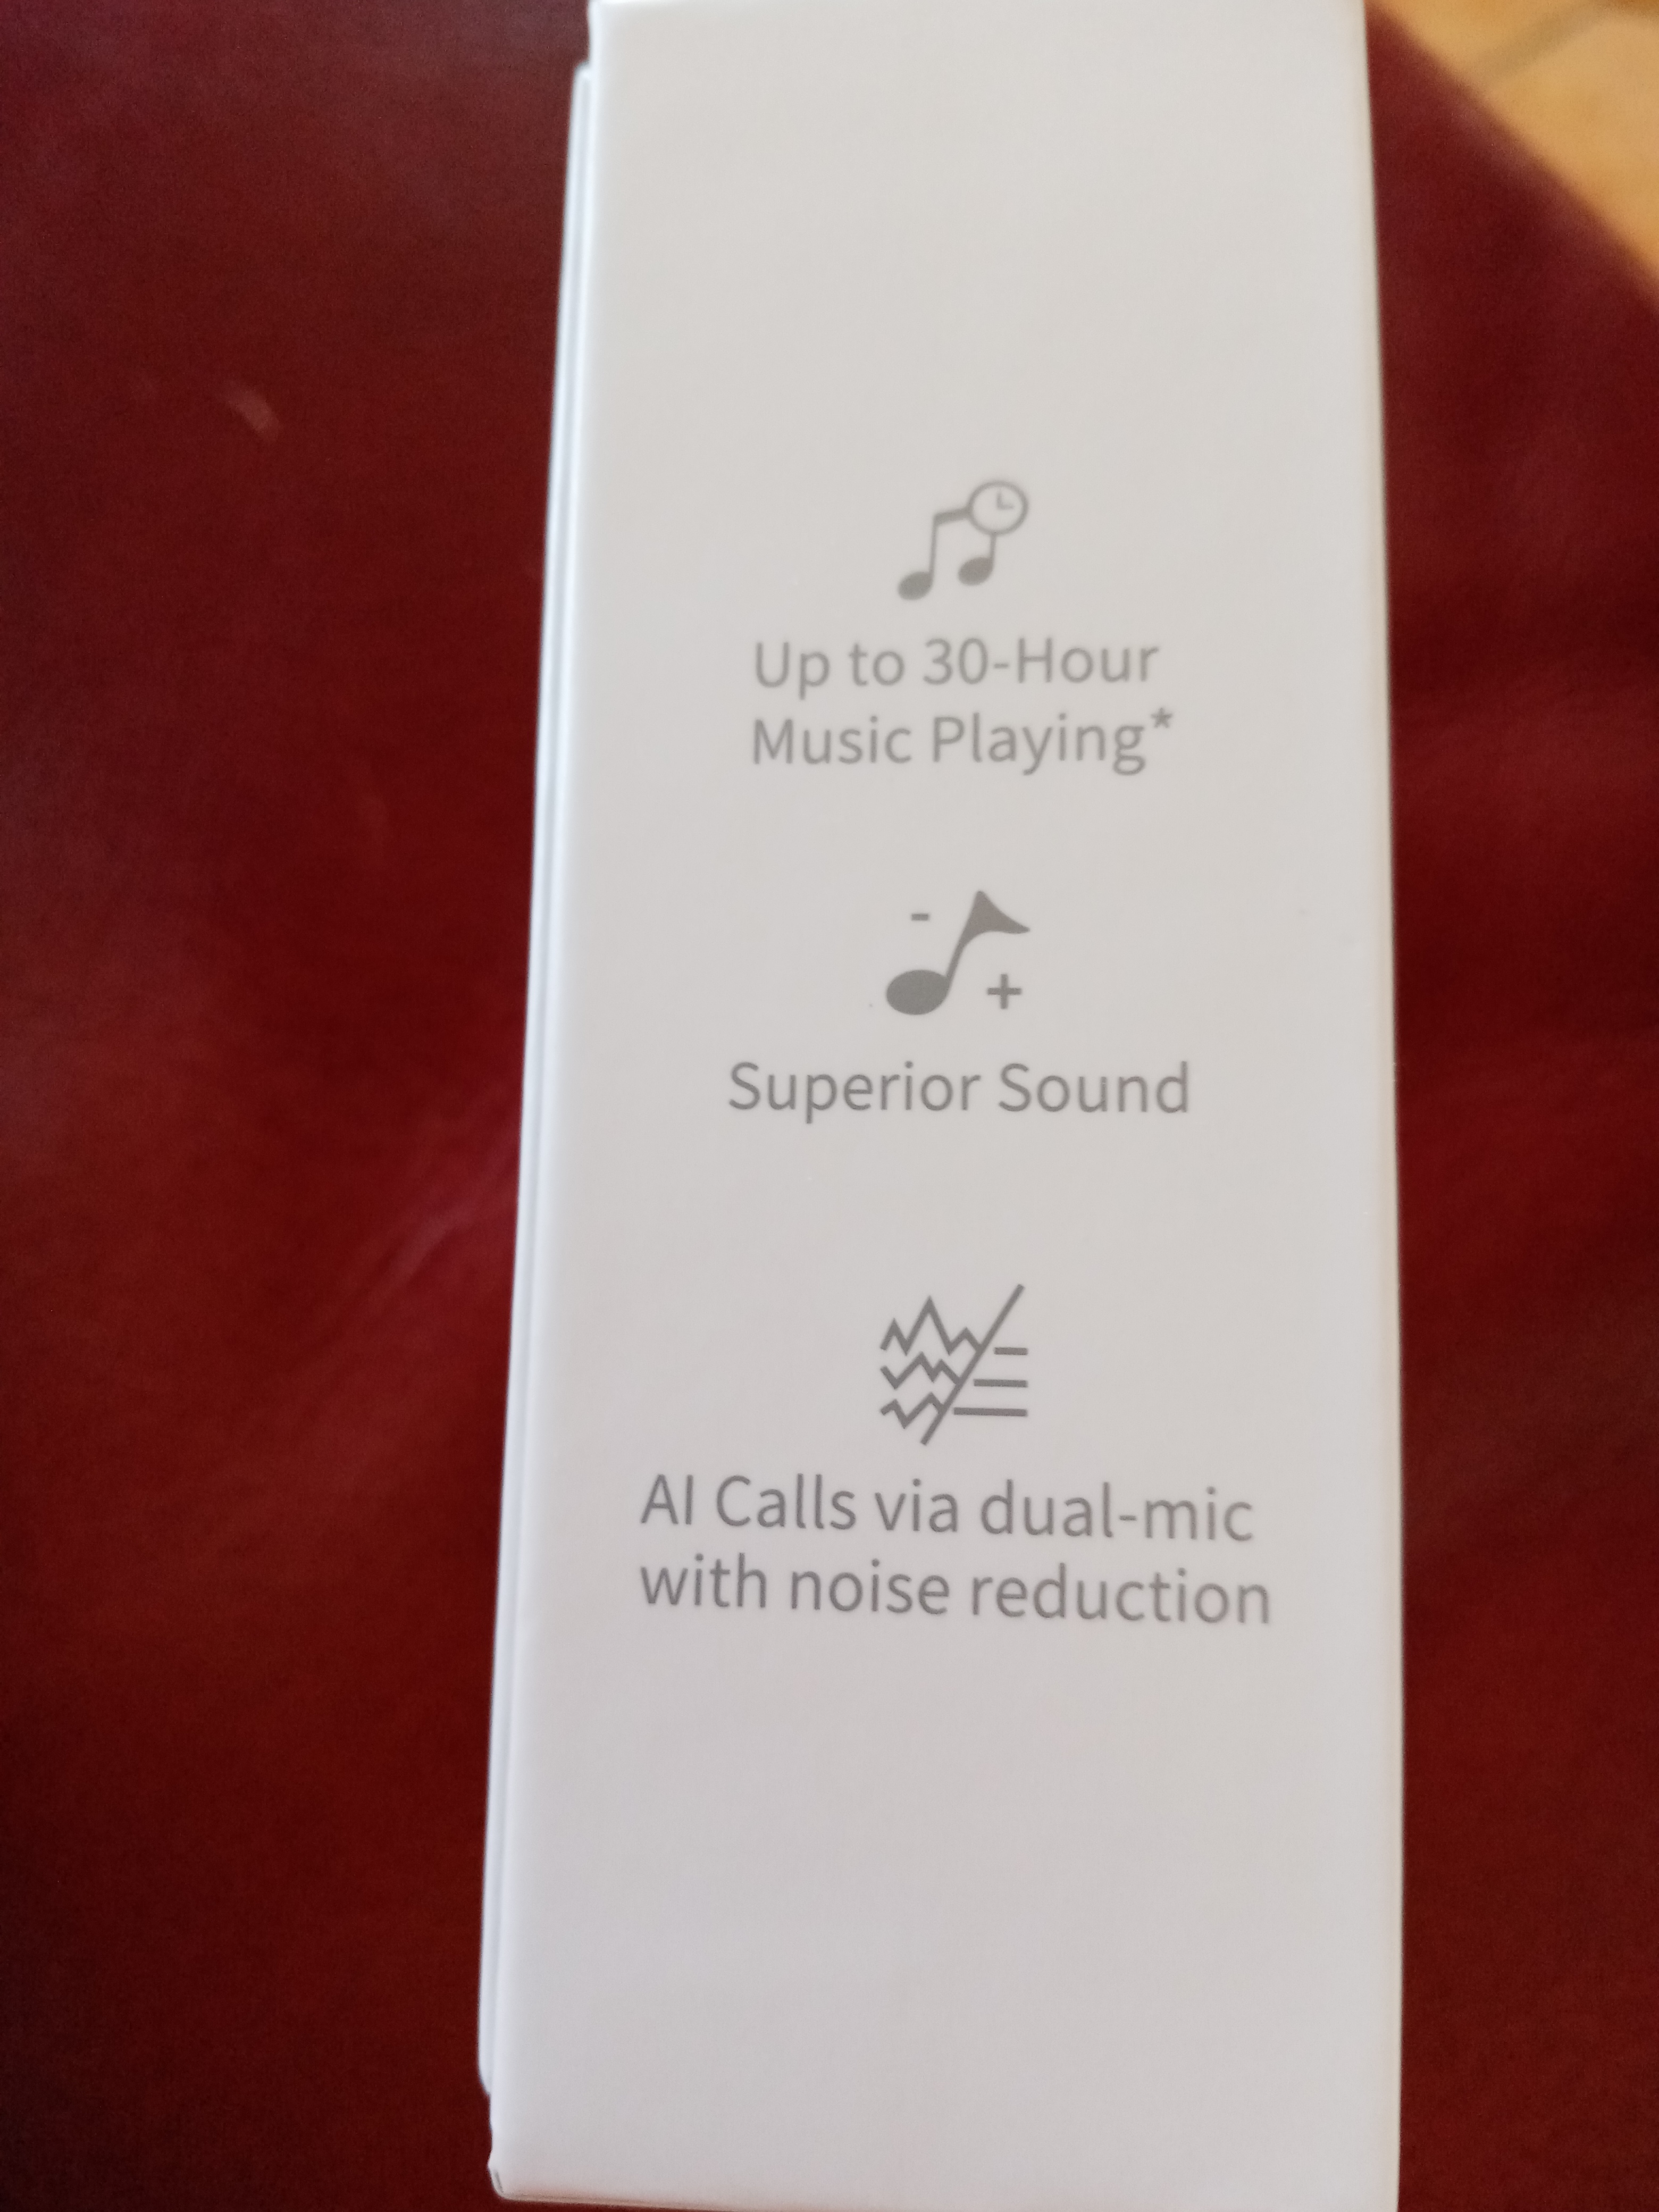 Up to 30-Hour
Music Playing*
Superior Sound
AI Calls via dual-mic
with noise reduction